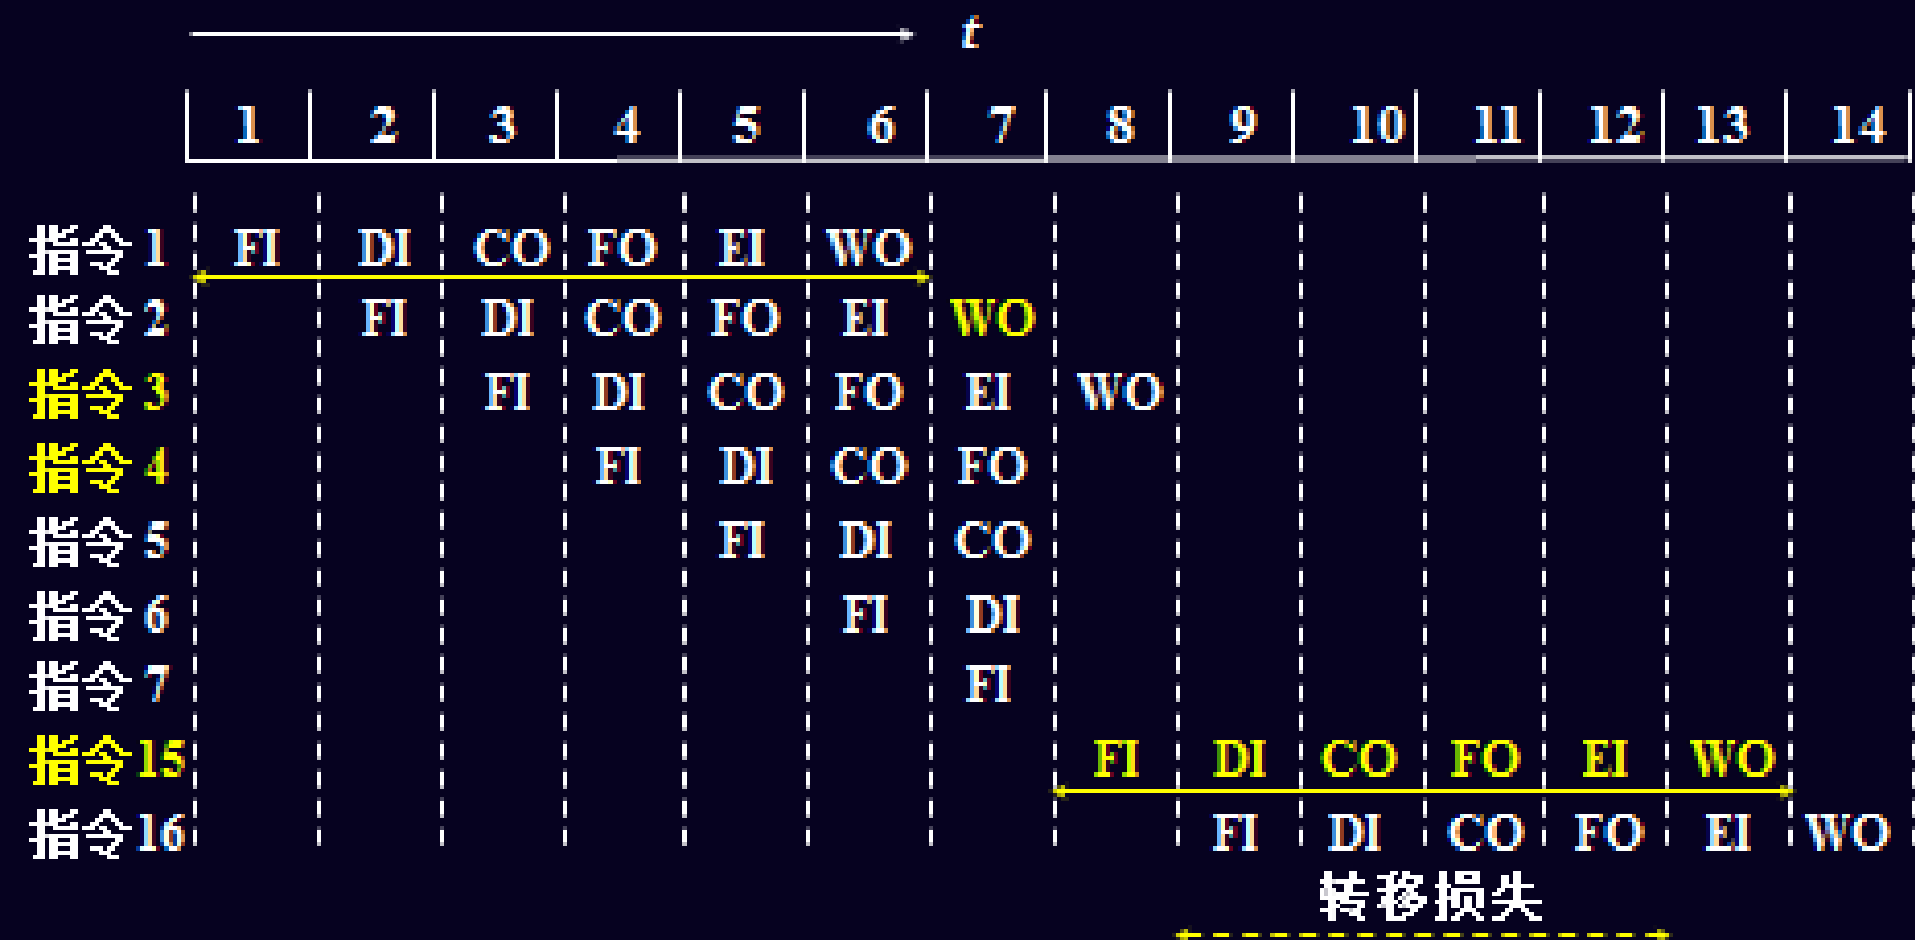 t
1 2 3 4 5 6 7 8 9 10 11 12 13 14
指令 1 FI DI CO FO EI WO
指令 2 FI DI CO FO EI WO
指令 3 FI DI CO FO EI WO
指令 4 FI DI CO FO
指令 5 FI DI CO
指令 6 FI DI
指令 7 FI
指令 15 FI DI CO FO EI WO
指令 16 FI DI CO FO EI WO
转移损失